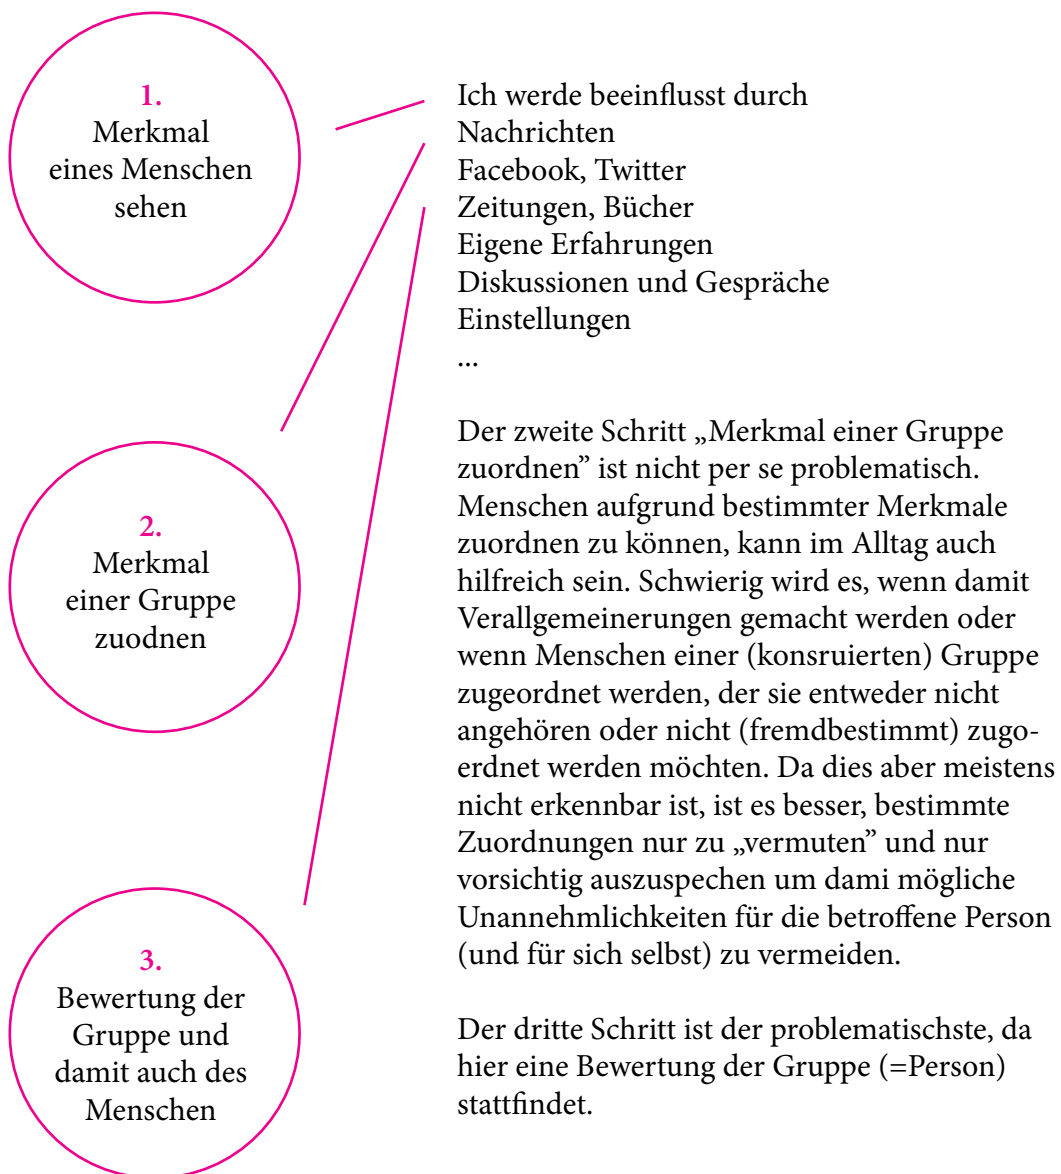 1.
Merkmal
eines Menschen
sehen
2.
Merkmal
einer Gruppe
zuodnen
3.
Bewertung der
Gruppe und
damit auch des
Menschen
Ich werde beeinflusst durch
Nachrichten
Facebook, Twitter
Zeitungen, Bücher
Eigene Erfahrungen
Diskussionen und Gespräche
Einstellungen
...
Der zweite Schritt „Merkmal einer Gruppe
zuordnen” ist nicht per se problematisch.
Menschen aufgrund bestimmter Merkmale
zuordnen zu können, kann im Alltag auch
hilfreich sein. Schwierig wird es, wenn damit
Verallgemeinerungen gemacht werden oder
wenn Menschen einer (konsruierten) Gruppe
zugeordnet werden, der sie entweder nicht
angehören oder nicht (fremdbestimmt) zugo-
erdnet werden möchten. Da dies aber meistens
nicht erkennbar ist, ist es besser, bestimmte
Zuordnungen nur zu „vermuten” und nur
vorsichtig auszuspechen um dami mögliche
Unannehmlichkeiten für die betroffene Person
(und für sich selbst) zu vermeiden.
Der dritte Schritt ist der problematischste, da
hier eine Bewertung der Gruppe (=Person)
stattfindet.